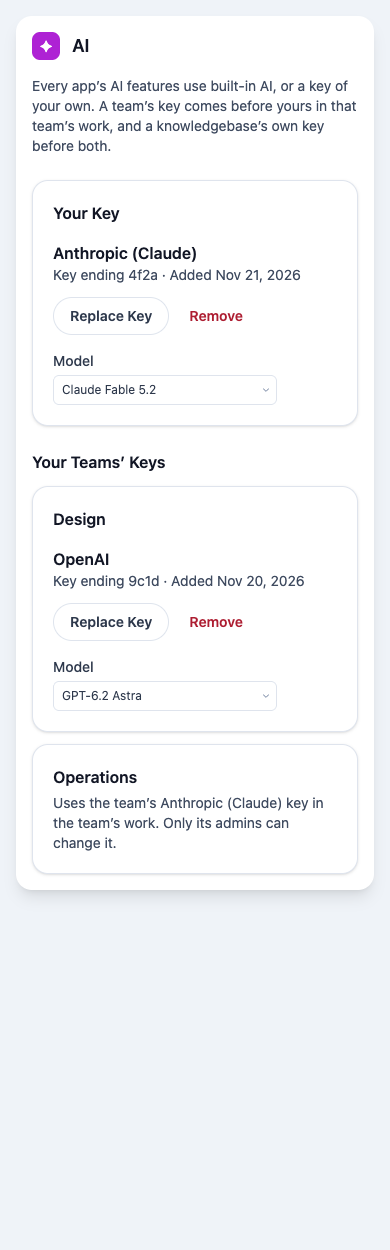 AI
Every app’s AI features use built-in AI, or a key of
your own. A team’s key comes before yours in that
team’s work, and a knowledgebase’s own key
before both.
Your Key
Anthropic (Claude)
Key ending 4f2a · Added Nov 21, 2026
Replace Key
Remove
Model
Claude Fable 5.2
Your Teams’ Keys
Design
OpenAI
Key ending 9c1d · Added Nov 20, 2026
Replace Key
Remove
Model
GPT-6.2 Astra
Operations
Uses the team’s Anthropic (Claude) key in
the team’s work. Only its admins can
change it.